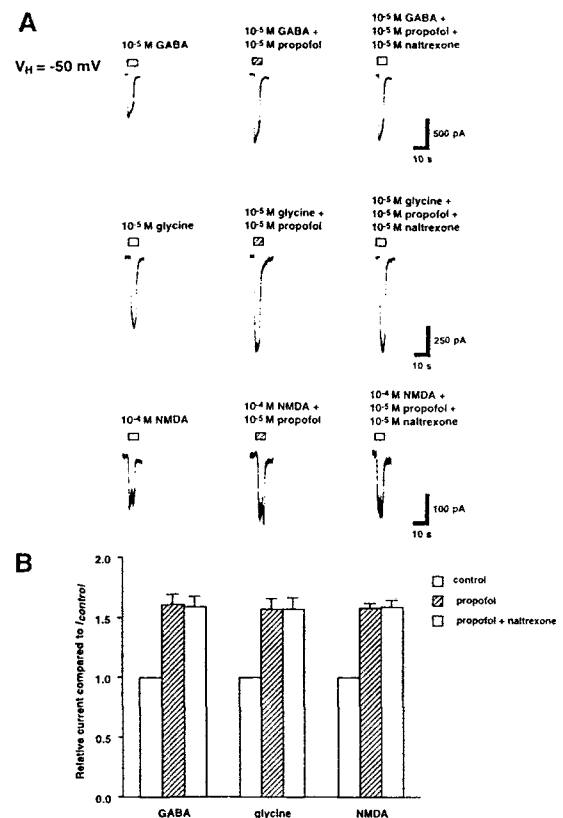 A
V_H = -50 mV
10⁻⁵ M GABA
10⁻⁵ M GABA +
10⁻⁵ M propofol
10⁻⁵ M GABA +
10⁻⁵ M propofol +
10⁻⁵ M naltrexone
500 pA
10 s
10⁻⁵ M glycine
10⁻⁵ M glycine +
10⁻⁵ M propofol
10⁻⁵ M glycine +
10⁻⁵ M propofol +
10⁻⁵ M naltrexone
250 pA
10 s
10⁻⁴ M NMDA
10⁻⁴ M NMDA +
10⁻⁵ M propofol
10⁻⁴ M NMDA +
10⁻⁵ M propofol +
10⁻⁵ M naltrexone
100 pA
10 s
B
Relative current compared to I_control
2.0
1.5
1.0
0.5
0.0
GABA
glycine
NMDA
control
propofol
propofol + naltrexone